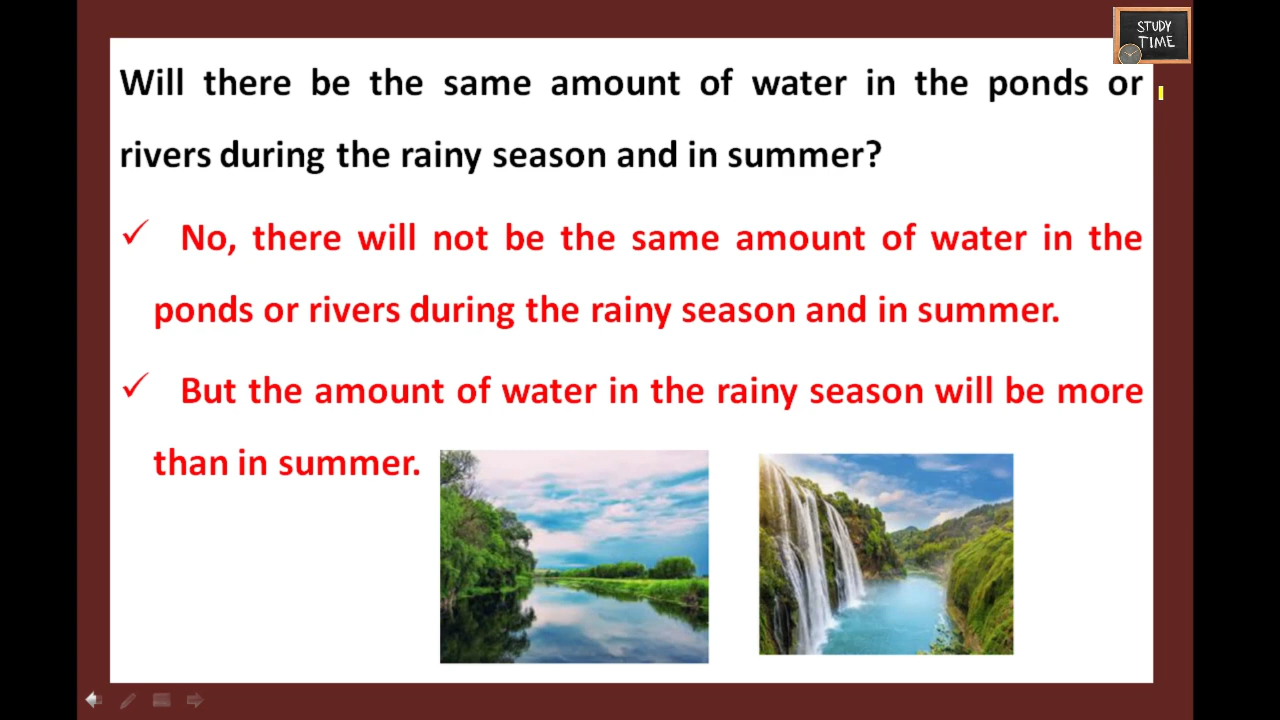 STUDY
TIME
Will there be the same amount of water in the ponds or
rivers during the rainy season and in summer?
✓ No, there will not be the same amount of water in the
ponds or rivers during the rainy season and in summer.
✓ But the amount of water in the rainy season will be more
than in summer.